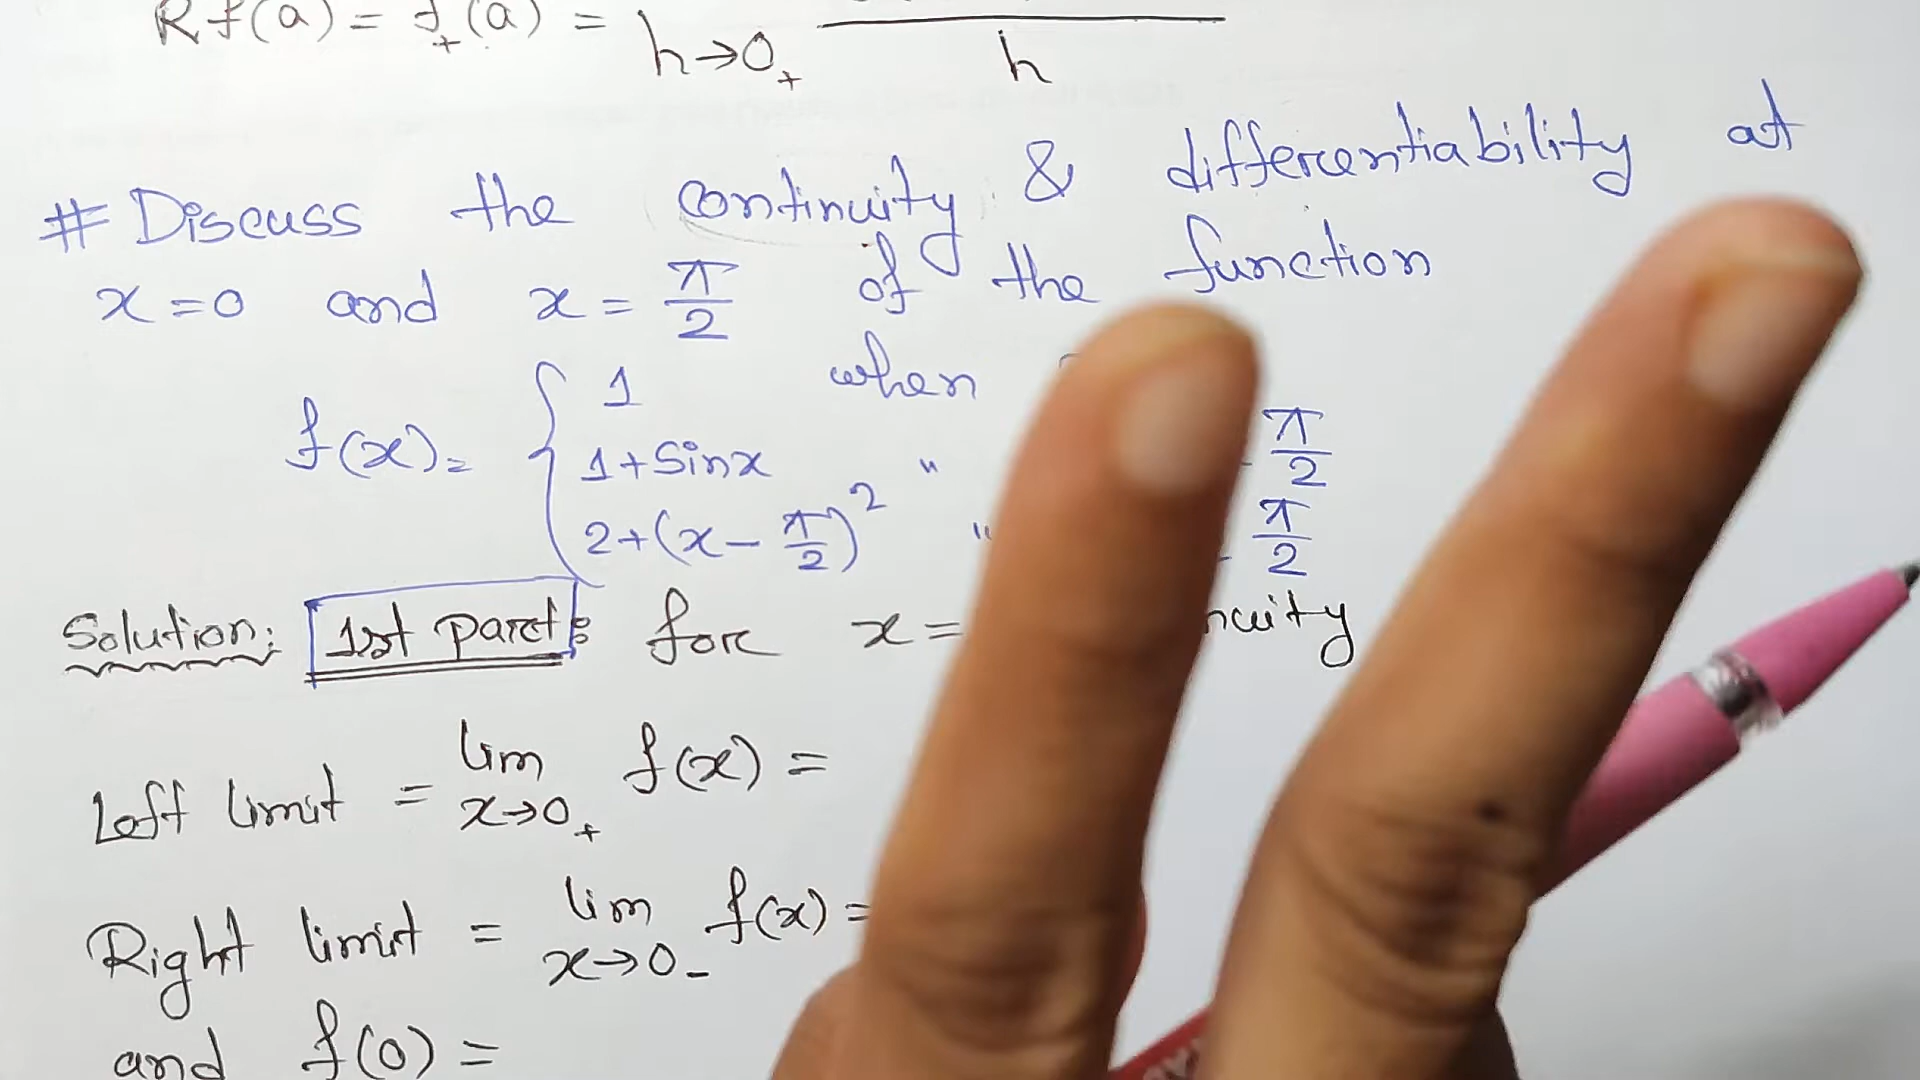 Rf(a) = f₊(a) = h→0₊ / h
# Discuss the continuity & differentiability at
x = 0 and x = π/2 of the function
f(x) = { 1 when
1 + Sinx " π/2
2 + (x − π/2)² " π/2
Solution: 1st part: for x =
Left limit = lim x→0₊ f(x) =
Right limit = lim x→0₋ f(x) =
and f(0) =